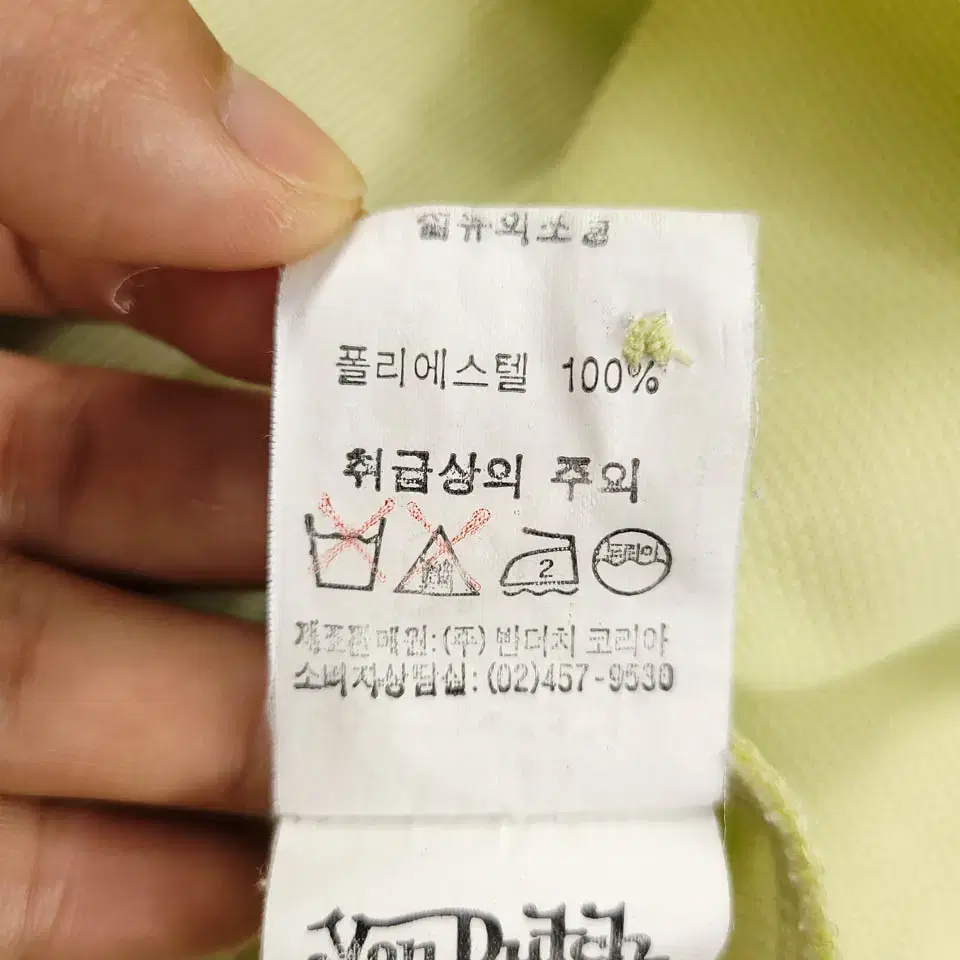 섬유의조성
폴리에스텔 100%
취급상의 주의
2 드라이
제조판매원:(주) 반더치 코리아
소비자상담실:(02)457-9530
Von Dutch